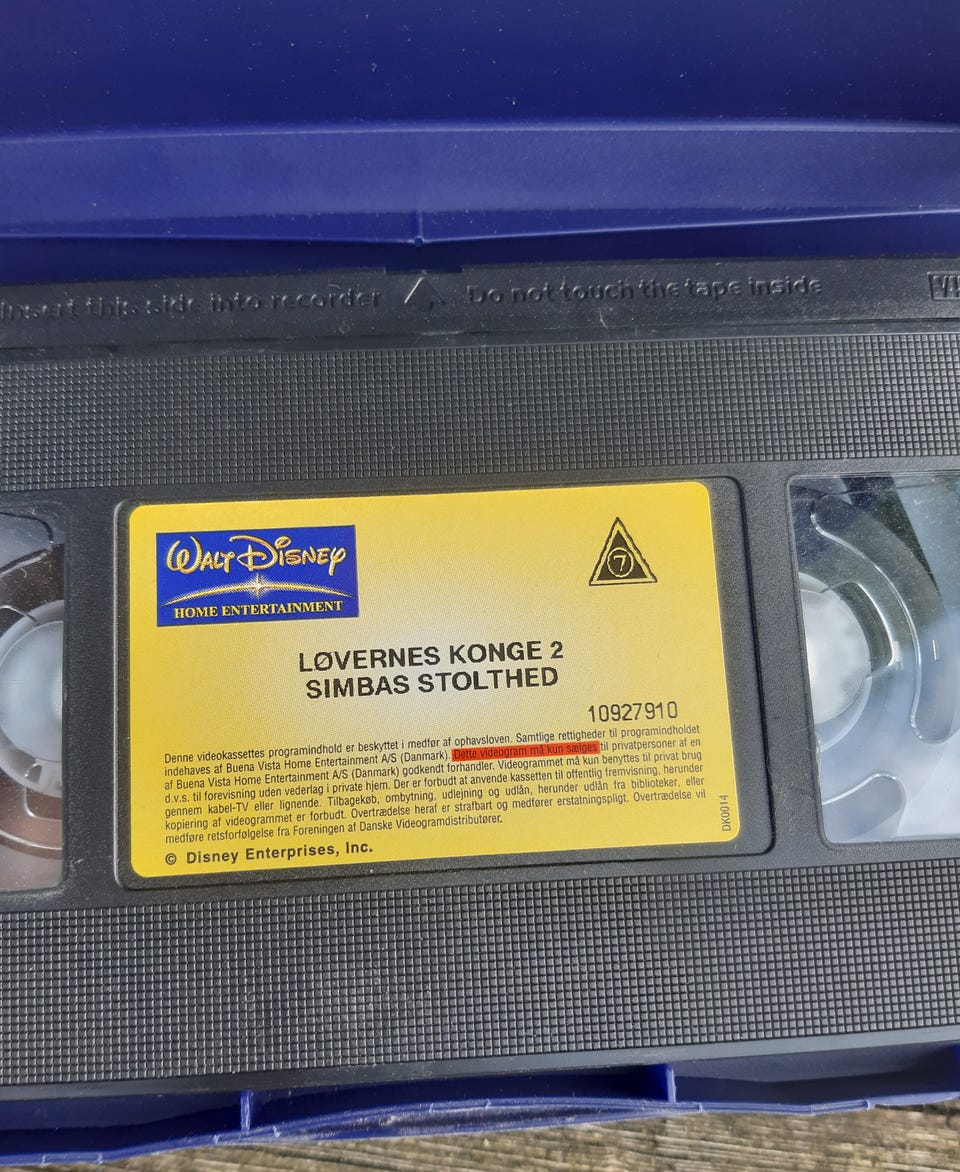 Insert this side into recorder
Do not touch the tape inside
WALT DISNEY
HOME ENTERTAINMENT
7
LØVERNES KONGE 2
SIMBAS STOLTHED
10927910
Denne videokassettes programindhold er beskyttet i medfør af ophavsloven. Samtlige rettigheder til programindholdet
indehaves af Buena Vista Home Entertainment A/S (Danmark). Dette videogram må kun sælges til privatpersoner af en
af Buena Vista Home Entertainment A/S (Danmark) godkendt forhandler. Videogrammet må kun benyttes til privat brug
d.v.s. til forevisning uden vederlag i private hjem. Der er forbudt at anvende kassetten til offentlig fremvisning, herunder
gennem kabel-TV eller lignende. Tilbagekøb, ombytning, udlejning og udlån, herunder udlån fra biblioteker, eller
kopiering af videogrammet er forbudt. Overtrædelse heraf er strafbart og medfører erstatningspligt. Overtrædelse vil
medføre retsforfølgelse fra Foreningen af Danske Videogramdistributører.
DK0014
© Disney Enterprises, Inc.